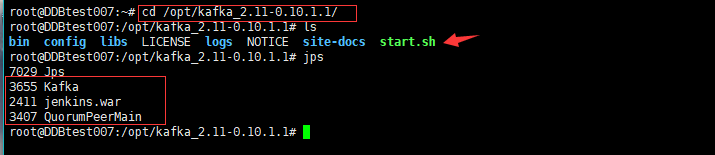 root@DDBtest007:~# cd /opt/kafka_2.11-0.10.1.1/
root@DDBtest007:/opt/kafka_2.11-0.10.1.1# ls
bin config libs LICENSE logs NOTICE site-docs start.sh
root@DDBtest007:/opt/kafka_2.11-0.10.1.1# jps
7029 Jps
3655 Kafka
2411 jenkins.war
3407 QuorumPeerMain
root@DDBtest007:/opt/kafka_2.11-0.10.1.1#